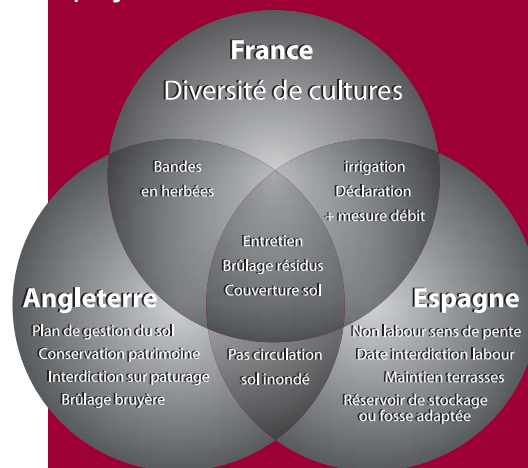 France
Diversité de cultures
Bandes
en herbées
irrigation
Déclaration
+ mesure débit
Entretien
Brûlage résidus
Couverture sol
Angleterre
Plan de gestion du sol
Conservation patrimoine
Interdiction sur paturage
Brûlage bruyère
Espagne
Non labour sens de pente
Date interdiction labour
Maintien terrasses
Réservoir de stockage
ou fosse adaptée
Pas circulation
sol inondé